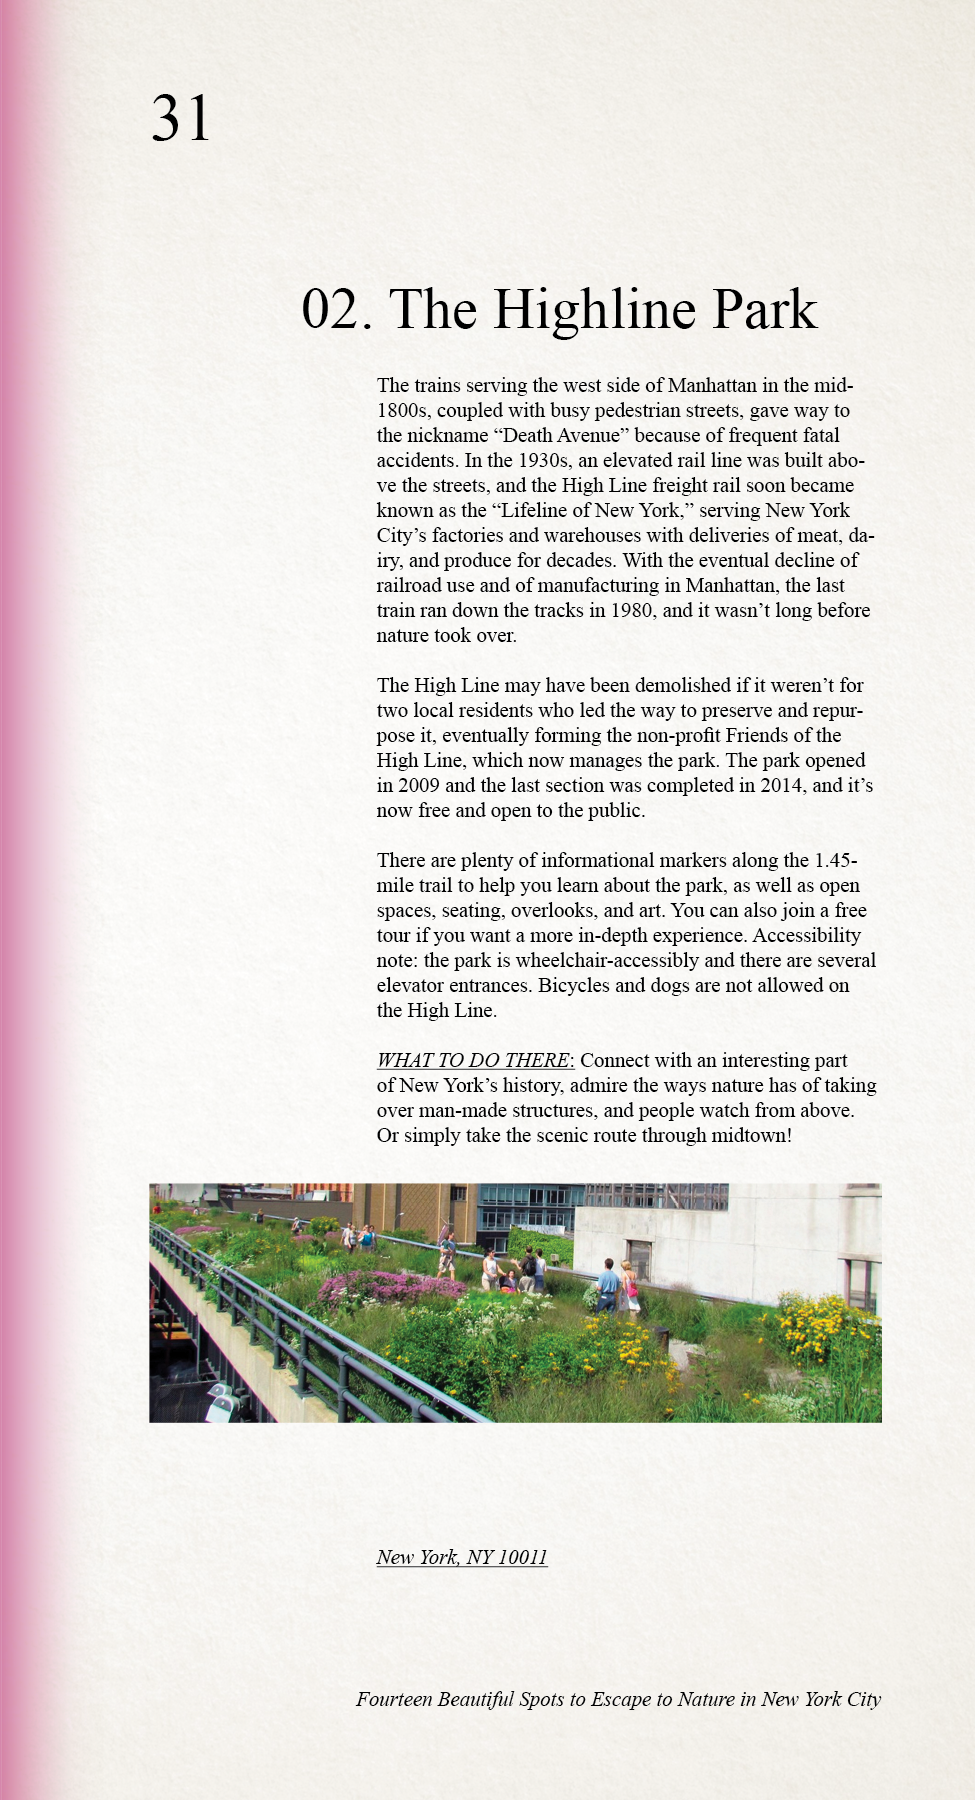 31
02. The Highline Park
The trains serving the west side of Manhattan in the mid-
1800s, coupled with busy pedestrian streets, gave way to
the nickname “Death Avenue” because of frequent fatal
accidents. In the 1930s, an elevated rail line was built abo-
ve the streets, and the High Line freight rail soon became
known as the “Lifeline of New York,” serving New York
City’s factories and warehouses with deliveries of meat, da-
iry, and produce for decades. With the eventual decline of
railroad use and of manufacturing in Manhattan, the last
train ran down the tracks in 1980, and it wasn’t long before
nature took over.
The High Line may have been demolished if it weren’t for
two local residents who led the way to preserve and repur-
pose it, eventually forming the non-profit Friends of the
High Line, which now manages the park. The park opened
in 2009 and the last section was completed in 2014, and it’s
now free and open to the public.
There are plenty of informational markers along the 1.45-
mile trail to help you learn about the park, as well as open
spaces, seating, overlooks, and art. You can also join a free
tour if you want a more in-depth experience. Accessibility
note: the park is wheelchair-accessibly and there are several
elevator entrances. Bicycles and dogs are not allowed on
the High Line.
WHAT TO DO THERE: Connect with an interesting part
of New York’s history, admire the ways nature has of taking
over man-made structures, and people watch from above.
Or simply take the scenic route through midtown!
New York, NY 10011
Fourteen Beautiful Spots to Escape to Nature in New York City